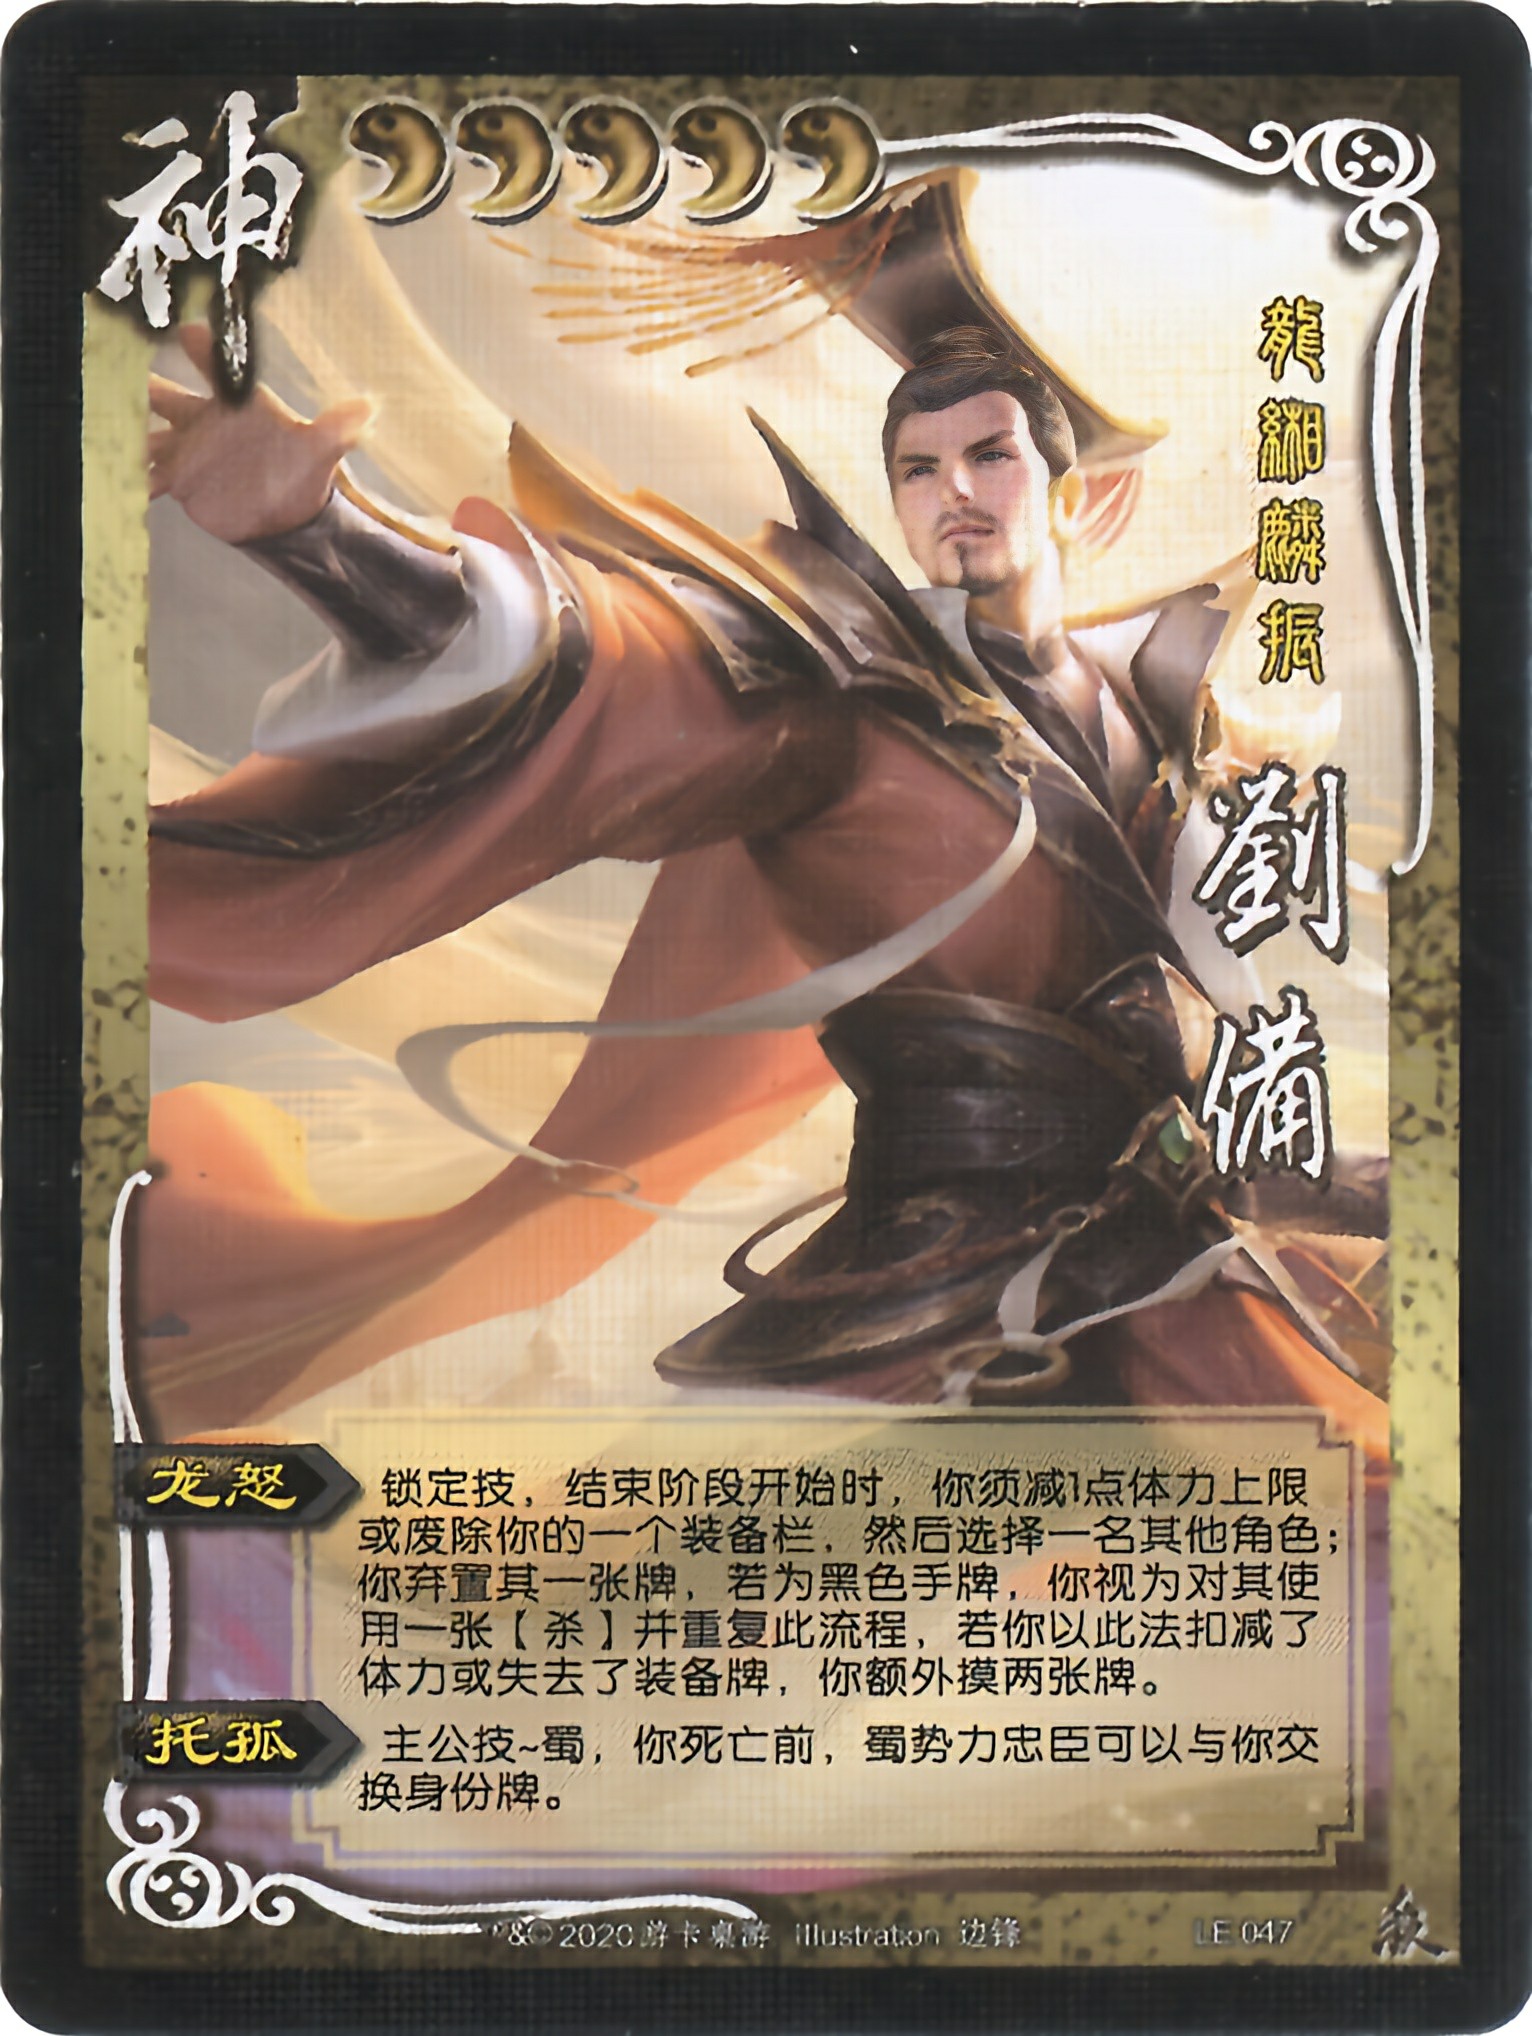 神
龍緗麟振
劉備
龙怒
锁定技，结束阶段开始时，你须减1点体力上限
或废除你的一个装备栏，然后选择一名其他角色；
你弃置其一张牌，若为黑色手牌，你视为对其使
用一张【杀】并重复此流程，若你以此法扣减了
体力或失去了装备牌，你额外摸两张牌。
托孤
主公技~蜀，你死亡前，蜀势力忠臣可以与你交
换身份牌。
™&© 2020 游卡桌游 illustration 边锋
LE 047